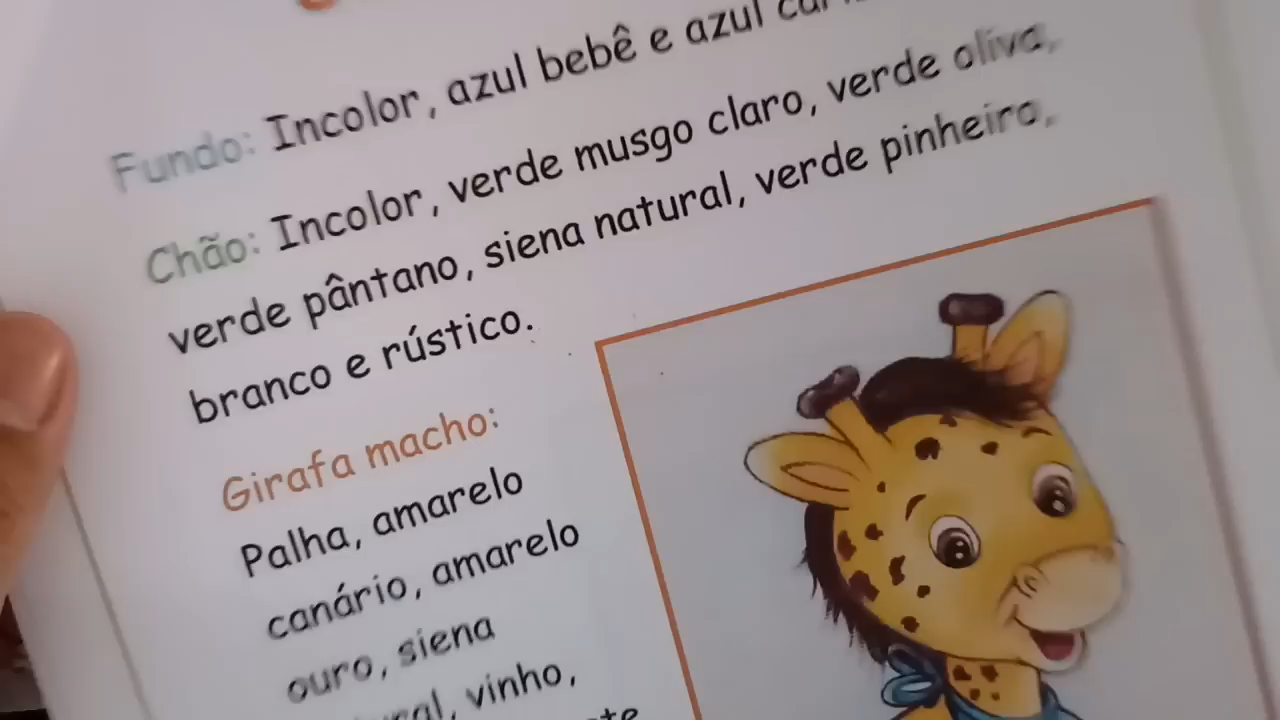 Fundo: Incolor, azul bebê e azul
Chão: Incolor, verde musgo claro, verde oliva,
verde pântano, siena natural, verde pinheiro,
branco e rústico.
Girafa macho:
Palha, amarelo
canário, amarelo
ouro, siena
vinho,